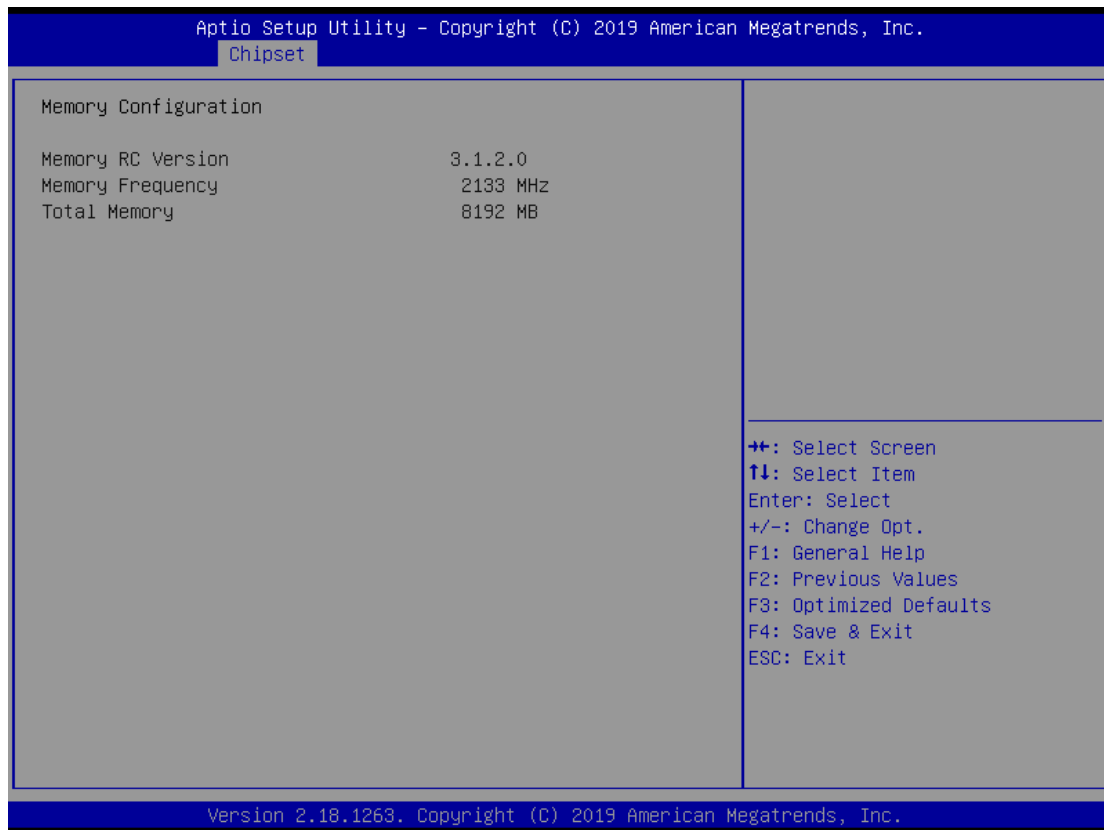 Aptio Setup Utility – Copyright (C) 2019 American Megatrends, Inc.
Chipset
Memory Configuration
Memory RC Version 3.1.2.0
Memory Frequency 2133 MHz
Total Memory 8192 MB
→←: Select Screen
↑↓: Select Item
Enter: Select
+/-: Change Opt.
F1: General Help
F2: Previous Values
F3: Optimized Defaults
F4: Save & Exit
ESC: Exit
Version 2.18.1263. Copyright (C) 2019 American Megatrends, Inc.